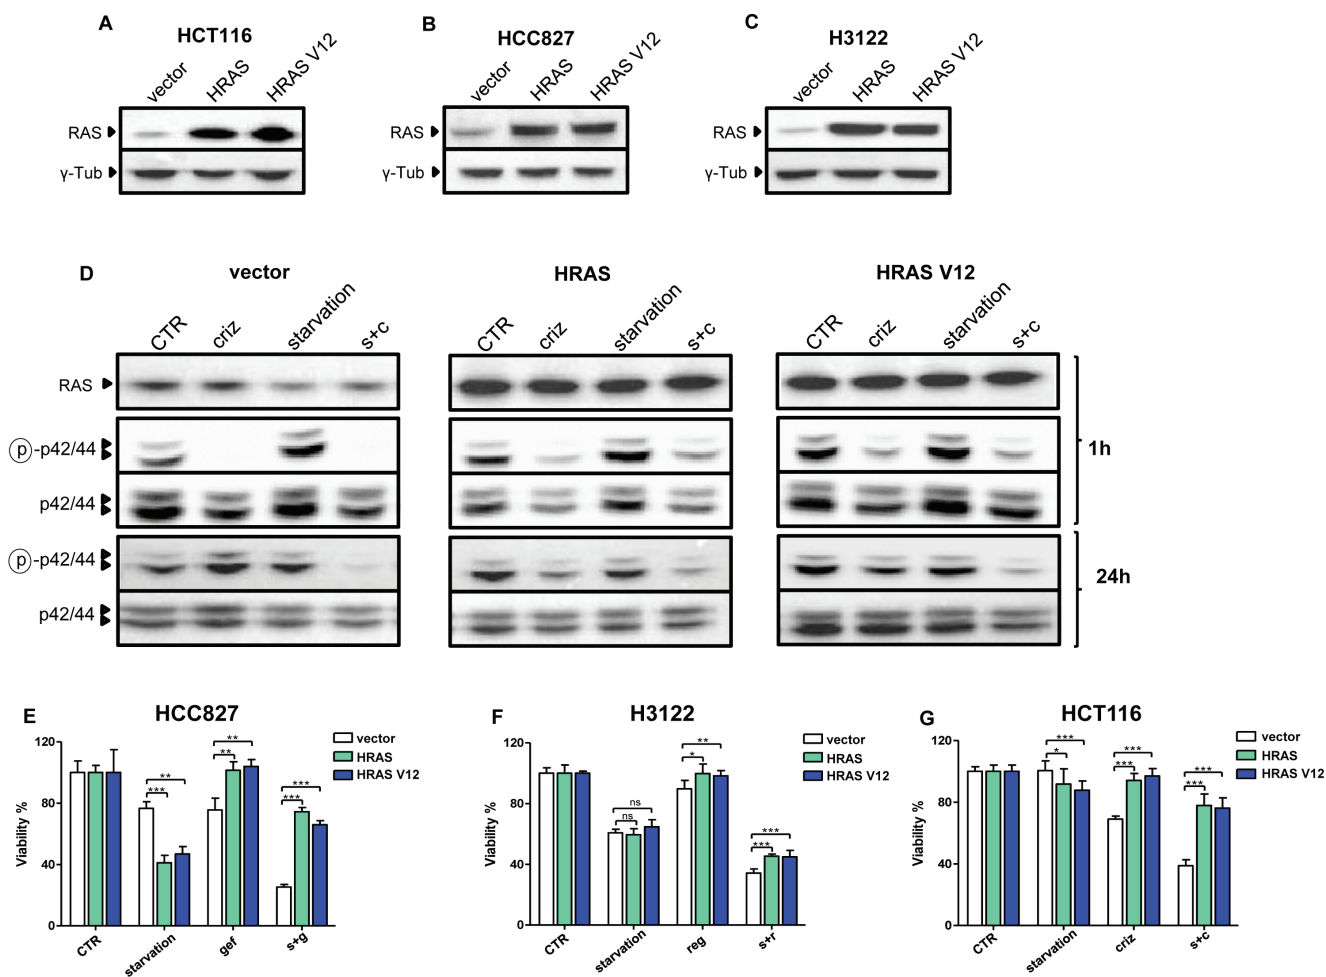 A
HCT116
vector
HRAS
HRAS V12
RAS
γ-Tub
B
HCC827
vector
HRAS
HRAS V12
RAS
γ-Tub
C
H3122
vector
HRAS
HRAS V12
RAS
γ-Tub
D
vector
HRAS
HRAS V12
CTR
criz
starvation
s+c
CTR
criz
starvation
s+c
CTR
criz
starvation
s+c
RAS
p-p42/44
p42/44
1h
p-p42/44
p42/44
24h
E
HCC827
Viability %
120
80
40
0
**
***
**
**
***
***
CTR
starvation
gef
s+g
vector
HRAS
HRAS V12
F
H3122
Viability %
120
80
40
0
ns
ns
**
*
***
***
CTR
starvation
reg
s+r
vector
HRAS
HRAS V12
G
HCT116
Viability %
120
80
40
0
***
*
***
***
***
***
CTR
starvation
criz
s+c
vector
HRAS
HRAS V12